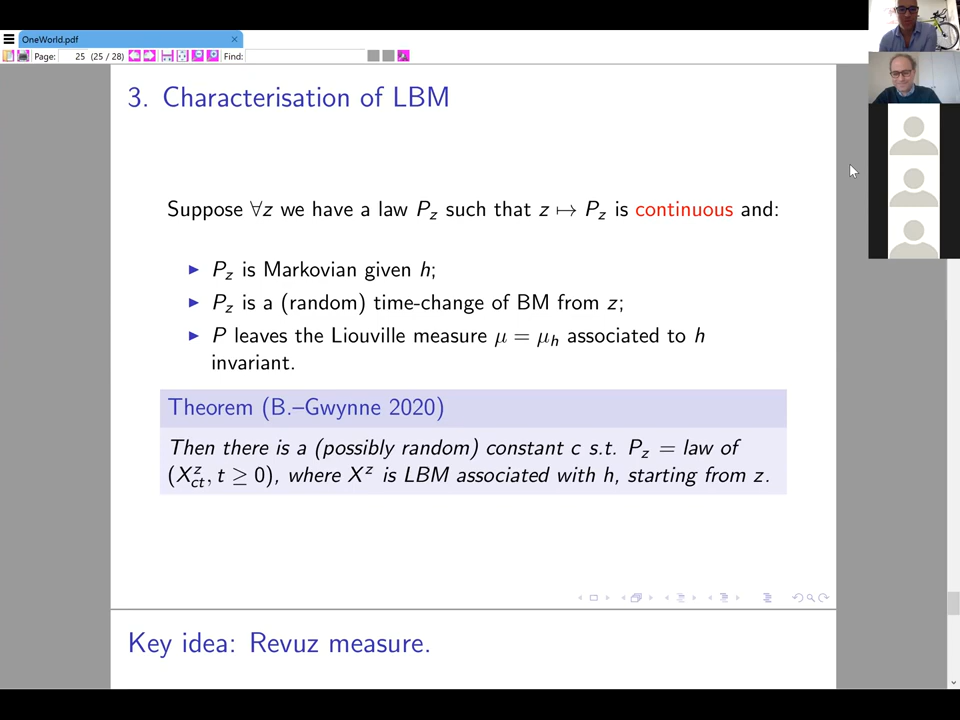 OneWorld.pdf
Page: 25 (25 / 28) Find:
3. Characterisation of LBM
Suppose ∀z we have a law P_z such that z ↦ P_z is continuous and:
▶ P_z is Markovian given h;
▶ P_z is a (random) time-change of BM from z;
▶ P leaves the Liouville measure μ = μ_h associated to h
invariant.
Theorem (B.–Gwynne 2020)
Then there is a (possibly random) constant c s.t. P_z = law of
(X^z_{ct}, t ≥ 0), where X^z is LBM associated with h, starting from z.
Key idea: Revuz measure.